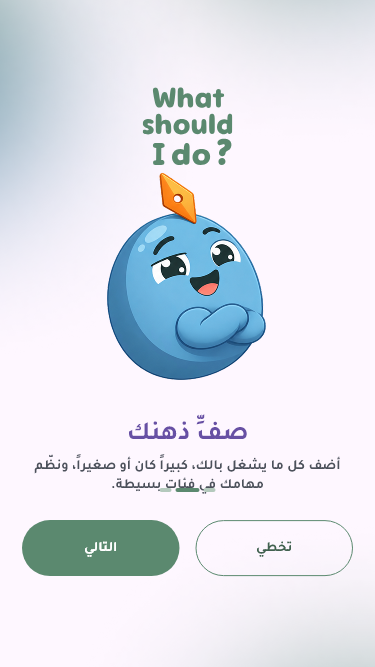 What
should
I do?
صفِّ ذهنك
أضف كل ما يشغل بالك، كبيراً كان أو صغيراً، ونظّم
مهامك في فئات بسيطة.
تخطي
التالي